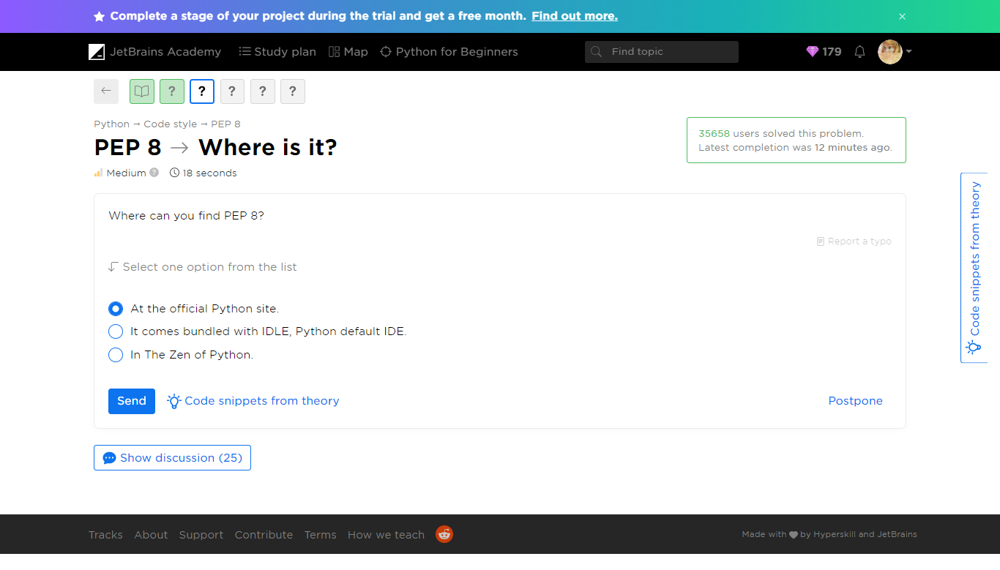 Complete a stage of your project during the trial and get a free month. Find out more. ×
JetBrains Academy Study plan Map Python for Beginners Find topic 179
← ? ? ? ? ?
Python → Code style → PEP 8
PEP 8 → Where is it?
Medium ? 18 seconds
35658 users solved this problem.
Latest completion was 12 minutes ago.
Where can you find PEP 8?
Report a typo
Select one option from the list
At the official Python site.
It comes bundled with IDLE, Python default IDE.
In The Zen of Python.
Send Code snippets from theory Postpone
Show discussion (25)
Code snippets from theory
Tracks About Support Contribute Terms How we teach Made with ♥ by Hyperskill and JetBrains